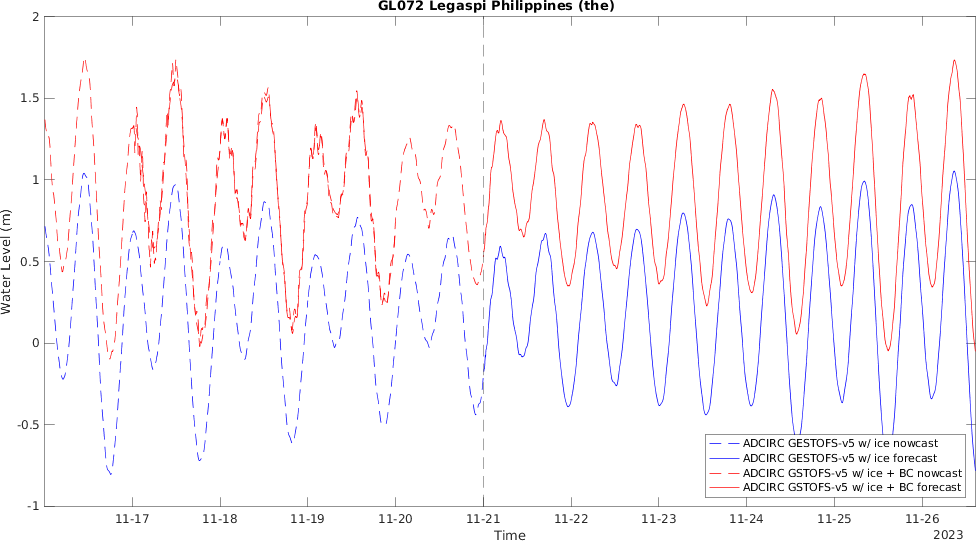 GL072 Legaspi Philippines (the)
2
1.5
1
0.5
0
-0.5
-1
Water Level (m)
11-17
11-18
11-19
11-20
11-21
11-22
11-23
11-24
11-25
11-26
Time
2023
ADCIRC GESTOFS-v5 w/ ice nowcast
ADCIRC GESTOFS-v5 w/ ice forecast
ADCIRC GSTOFS-v5 w/ ice + BC nowcast
ADCIRC GSTOFS-v5 w/ ice + BC forecast